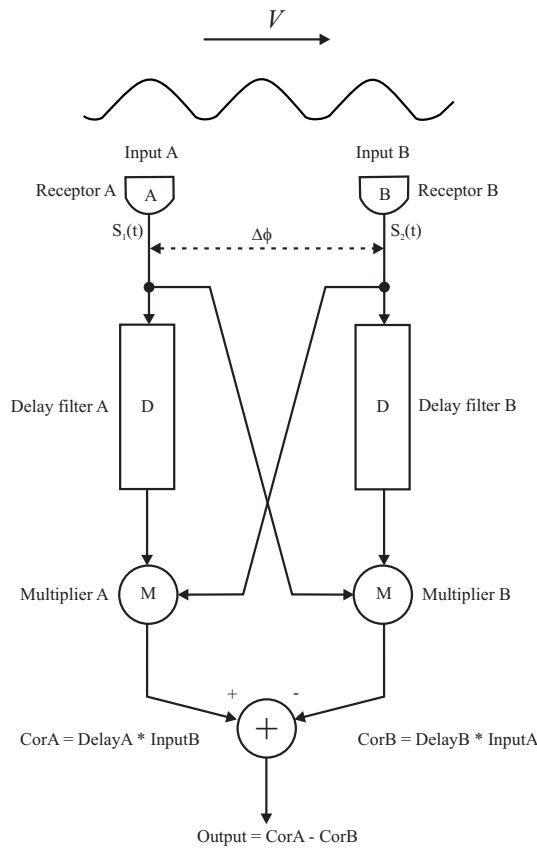 V
Input A
Input B
Receptor A
A
B
Receptor B
S₁(t)
Δϕ
S₂(t)
Delay filter A
D
D
Delay filter B
Multiplier A
M
M
Multiplier B
+
-
+
CorA = DelayA * InputB
CorB = DelayB * InputA
Output = CorA - CorB